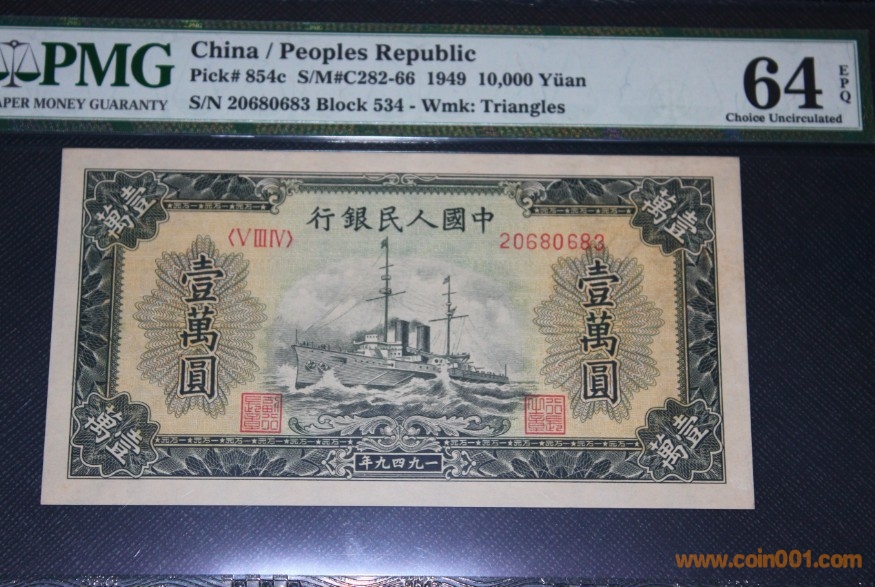 PMG
PAPER MONEY GUARANTY
China / Peoples Republic
Pick# 854c S/M#C282-66 1949 10,000 Yüan
S/N 20680683 Block 534 - Wmk: Triangles
64
EPQ
Choice Uncirculated
壹萬
壹萬
行銀民人國中
〈VIIIIV〉
20680683
壹萬圓
壹萬圓
壹萬
壹萬
年九四九一
www.coin001.com